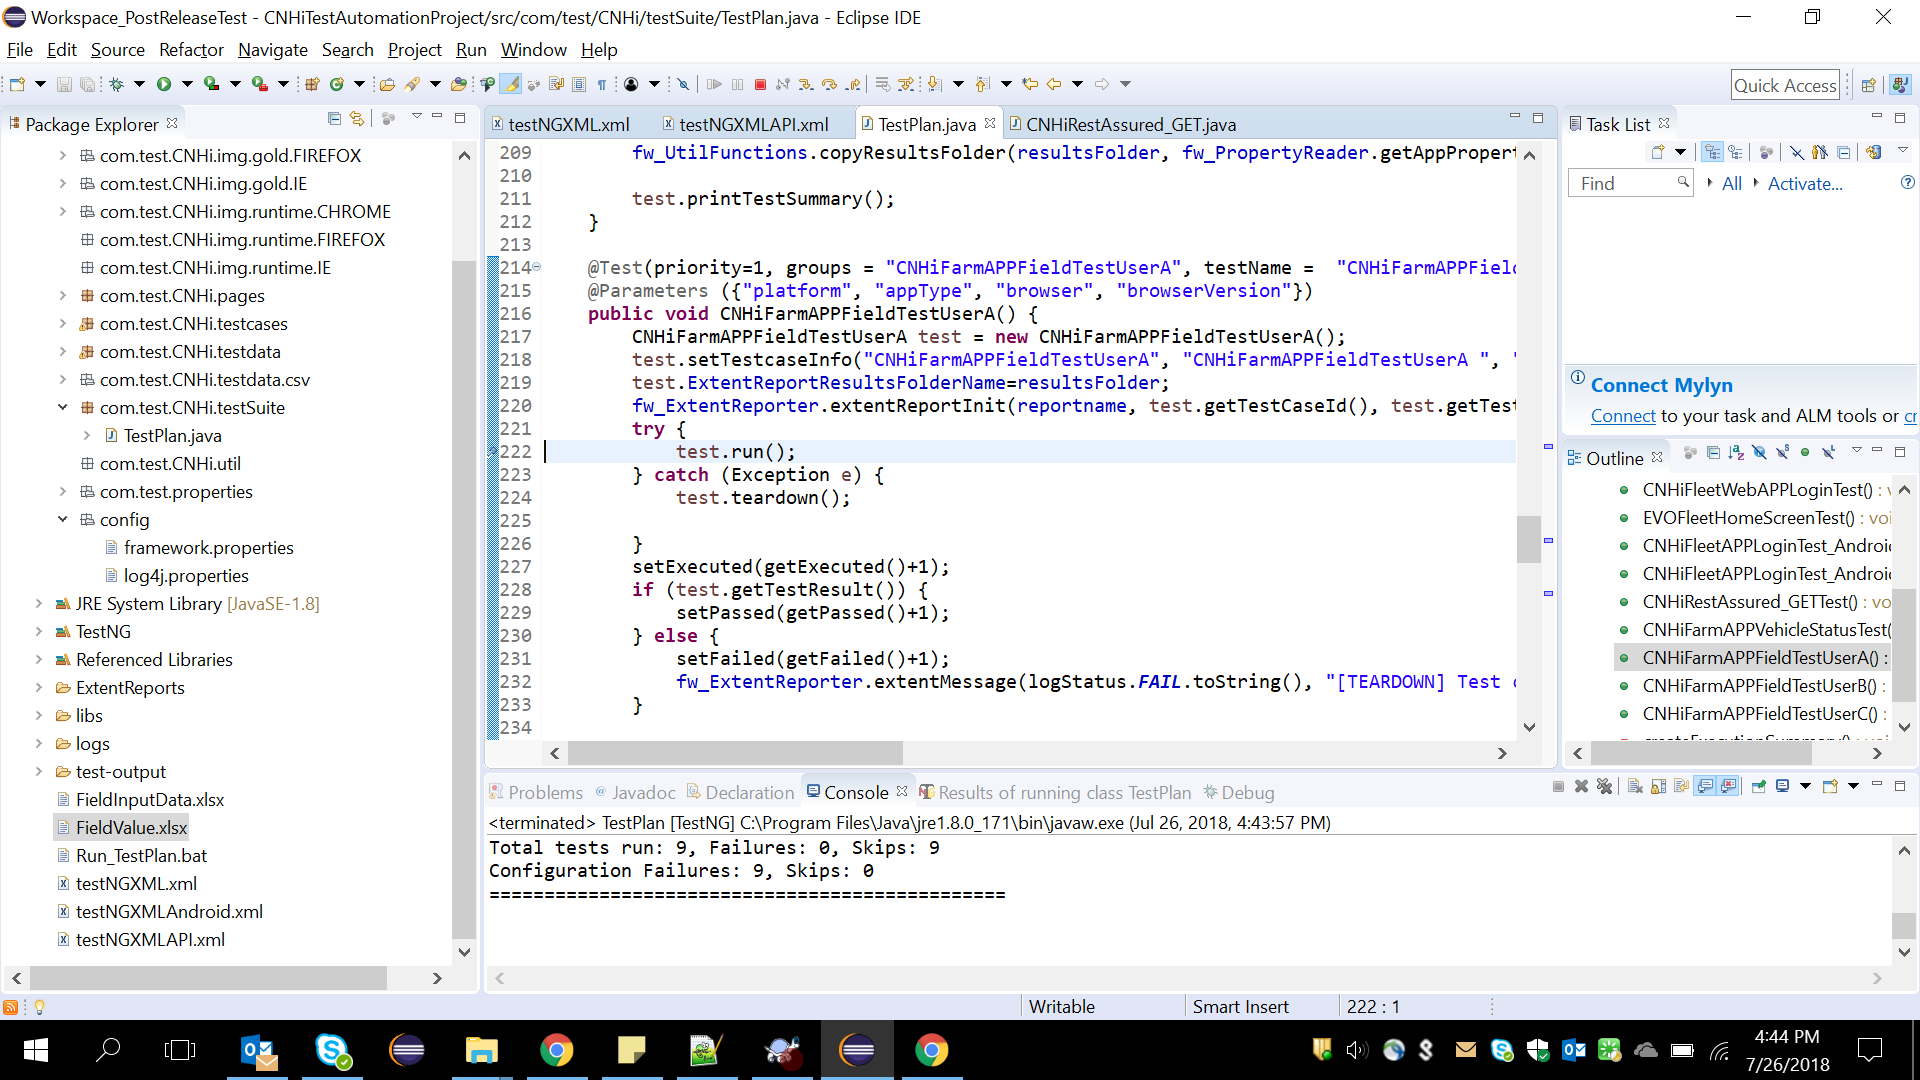 Workspace_PostReleaseTest - CNHiTestAutomationProject/src/com/test/CNHi/testSuite/TestPlan.java - Eclipse IDE
File Edit Source Refactor Navigate Search Project Run Window Help
Quick Access
Package Explorer
com.test.CNHi.img.gold.FIREFOX
com.test.CNHi.img.gold.IE
com.test.CNHi.img.runtime.CHROME
com.test.CNHi.img.runtime.FIREFOX
com.test.CNHi.img.runtime.IE
com.test.CNHi.pages
com.test.CNHi.testcases
com.test.CNHi.testdata
com.test.CNHi.testdata.csv
com.test.CNHi.testSuite
TestPlan.java
com.test.CNHi.util
com.test.properties
config
framework.properties
log4j.properties
JRE System Library [JavaSE-1.8]
TestNG
Referenced Libraries
ExtentReports
libs
logs
test-output
FieldInputData.xlsx
FieldValue.xlsx
Run_TestPlan.bat
testNGXML.xml
testNGXMLAndroid.xml
testNGXMLAPI.xml
testNGXML.xml testNGXMLAPI.xml TestPlan.java CNHiRestAssured_GET.java
209 fw_UtilFunctions.copyResultsFolder(resultsFolder, fw_PropertyReader.getAppPropert
210
211 test.printTestSummary();
212 }
213
214 @Test(priority=1, groups = "CNHiFarmAPPFieldTestUserA", testName = "CNHiFarmAPPFiel
215 @Parameters ({"platform", "appType", "browser", "browserVersion"})
216 public void CNHiFarmAPPFieldTestUserA() {
217 CNHiFarmAPPFieldTestUserA test = new CNHiFarmAPPFieldTestUserA();
218 test.setTestcaseInfo("CNHiFarmAPPFieldTestUserA", "CNHiFarmAPPFieldTestUserA ", "
219 test.ExtentReportResultsFolderName=resultsFolder;
220 fw_ExtentReporter.extentReportInit(reportname, test.getTestCaseId(), test.getTest
221 try {
222 test.run();
223 } catch (Exception e) {
224 test.teardown();
225
226 }
227 setExecuted(getExecuted()+1);
228 if (test.getTestResult()) {
229 setPassed(getPassed()+1);
230 } else {
231 setFailed(getFailed()+1);
232 fw_ExtentReporter.extentMessage(logStatus.FAIL.toString(), "[TEARDOWN] Test
233 }
234
Task List
Find All Activate...
Connect Mylyn
Connect to your task and ALM tools or cr
Outline
CNHiFleetWebAPPLoginTest() : v
EVOFleetHomeScreenTest() : voi
CNHiFleetAPPLoginTest_Androi
CNHiFleetAPPLoginTest_Androi
CNHiRestAssured_GETTest() : vo
CNHiFarmAPPVehicleStatusTest(
CNHiFarmAPPFieldTestUserA() :
CNHiFarmAPPFieldTestUserB() :
CNHiFarmAPPFieldTestUserC() :
Problems @ Javadoc Declaration Console Results of running class TestPlan Debug
<terminated> TestPlan [TestNG] C:\Program Files\Java\jre1.8.0_171\bin\javaw.exe (Jul 26, 2018, 4:43:57 PM)
Total tests run: 9, Failures: 0, Skips: 9
Configuration Failures: 9, Skips: 0
===============================================
Writable Smart Insert 222 : 1
4:44 PM
7/26/2018